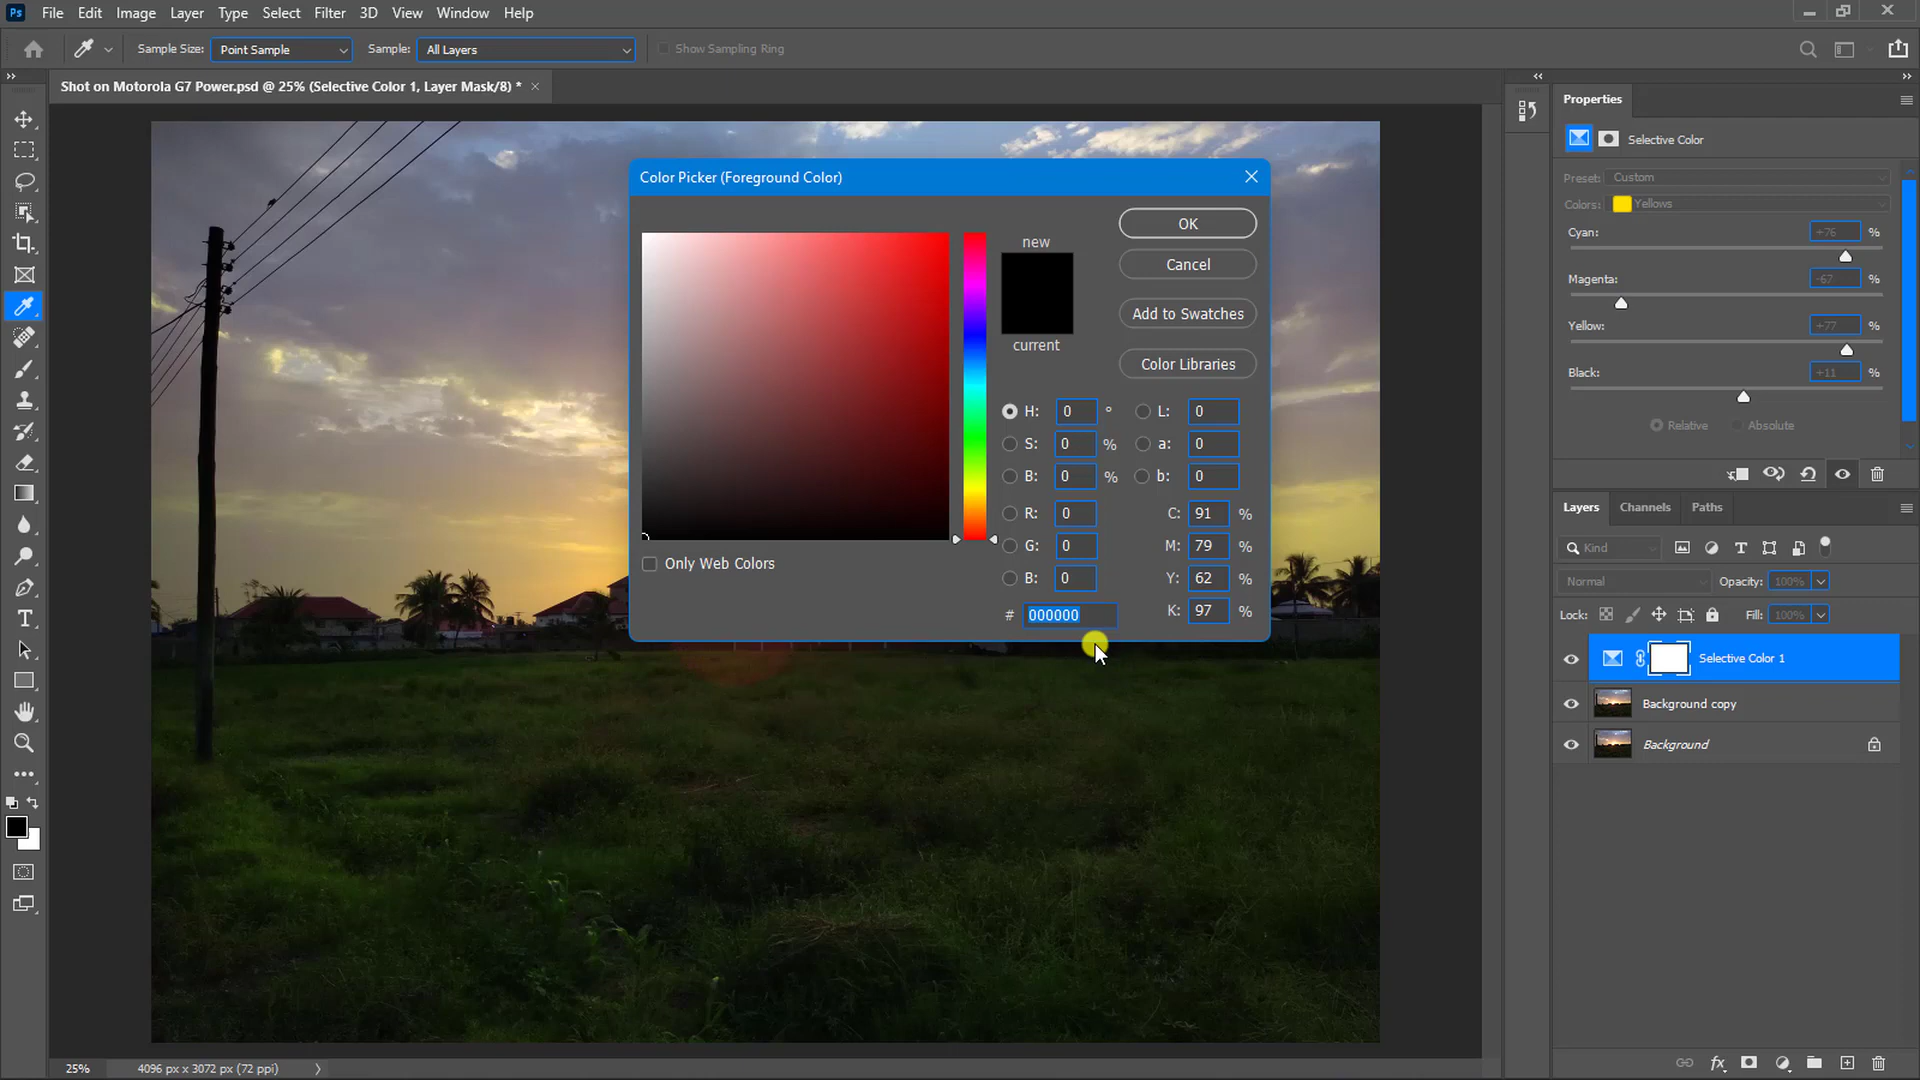 Ps File Edit Image Layer Type Select Filter 3D View Window Help
Sample Size: Point Sample Sample: All Layers Show Sampling Ring
Shot on Motorola G7 Power.psd @ 25% (Selective Color 1, Layer Mask/8) *
Color Picker (Foreground Color)
OK
Cancel
Add to Swatches
Color Libraries
new
current
H: 0 °
S: 0 %
B: 0 %
R: 0
G: 0
B: 0
# 000000
L: 0
a: 0
b: 0
C: 91 %
M: 79 %
Y: 62 %
K: 97 %
Only Web Colors
Properties
Selective Color
Preset: Custom
Colors: Yellows
Cyan: +76 %
Magenta: -67 %
Yellow: +77 %
Black: +11 %
Relative Absolute
Layers Channels Paths
Kind
Normal Opacity: 100%
Lock: Fill: 100%
Selective Color 1
Background copy
Background
fx
25% 4096 px x 3072 px (72 ppi)